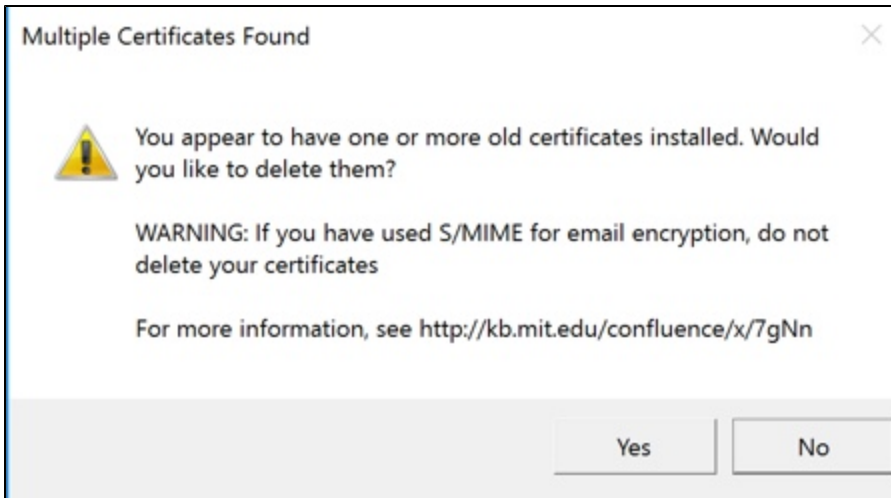 Multiple Certificates Found
You appear to have one or more old certificates installed. Would
you like to delete them?
WARNING: If you have used S/MIME for email encryption, do not
delete your certificates
For more information, see http://kb.mit.edu/confluence/x/7gNn
Yes
No